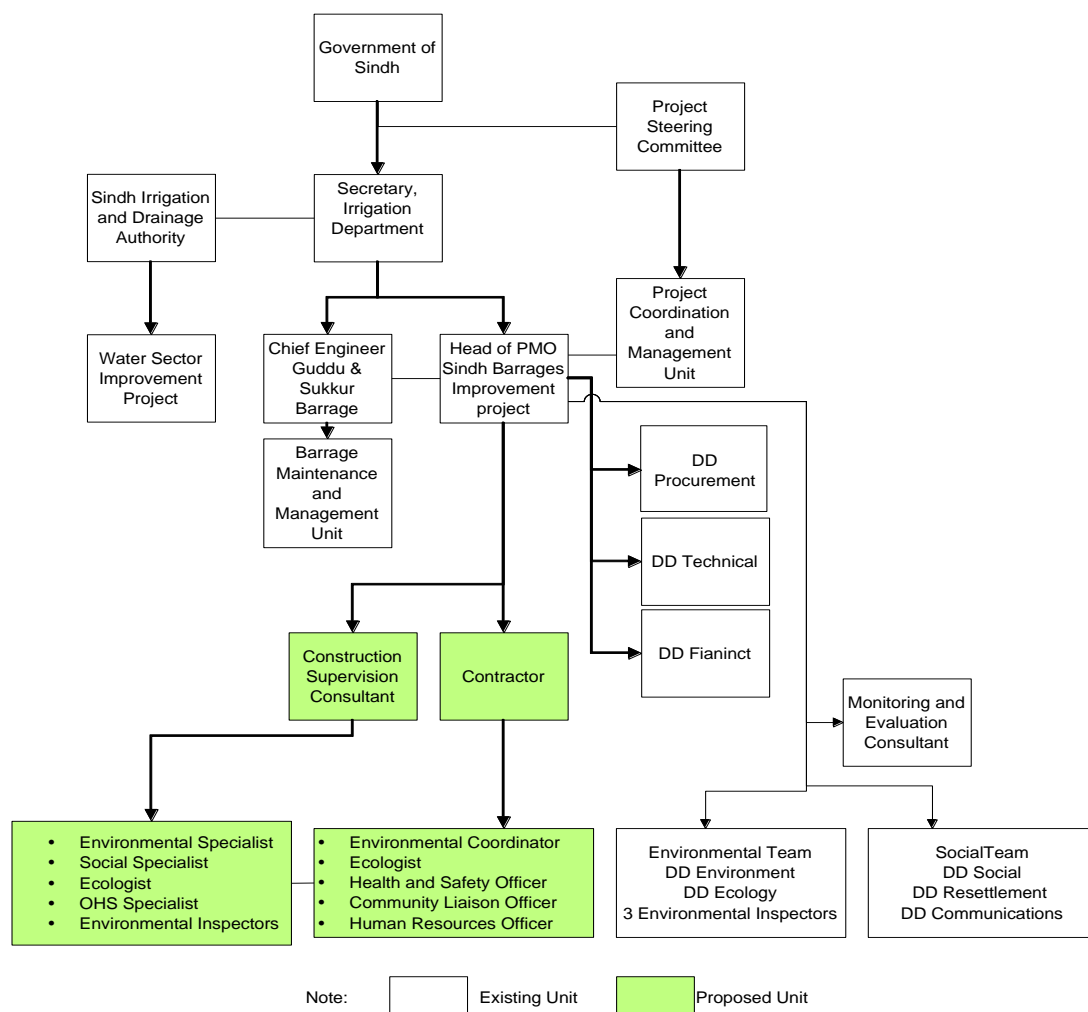 Government of
Sindh
Project
Steering
Committee
Sindh Irrigation
and Drainage
Authority
Secretary,
Irrigation
Department
Project
Coordination
and
Management
Unit
Water Sector
Improvement
Project
Chief Engineer
Guddu &
Sukkur
Barrage
Head of PMO
Sindh Barrages
Improvement
project
Barrage
Maintenance
and
Management
Unit
DD
Procurement
DD Technical
DD Fianinct
Construction
Supervision
Consultant
Contractor
Monitoring and
Evaluation
Consultant
• Environmental Specialist
• Social Specialist
• Ecologist
• OHS Specialist
• Environmental Inspectors
• Environmental Coordinator
• Ecologist
• Health and Safety Officer
• Community Liaison Officer
• Human Resources Officer
Environmental Team
DD Environment
DD Ecology
3 Environmental Inspectors
SocialTeam
DD Social
DD Resettlement
DD Communications
Note: Existing Unit Proposed Unit